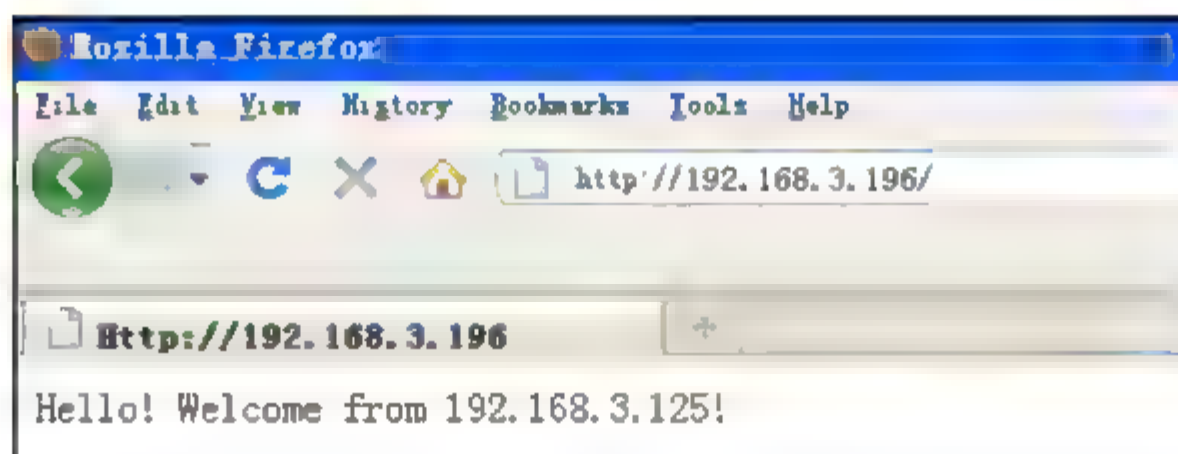 Mozilla Firefox
File Edit View History Bookmarks Tools Help
http://192.168.3.196/
Http://192.168.3.196
Hello! Welcome from 192.168.3.125!